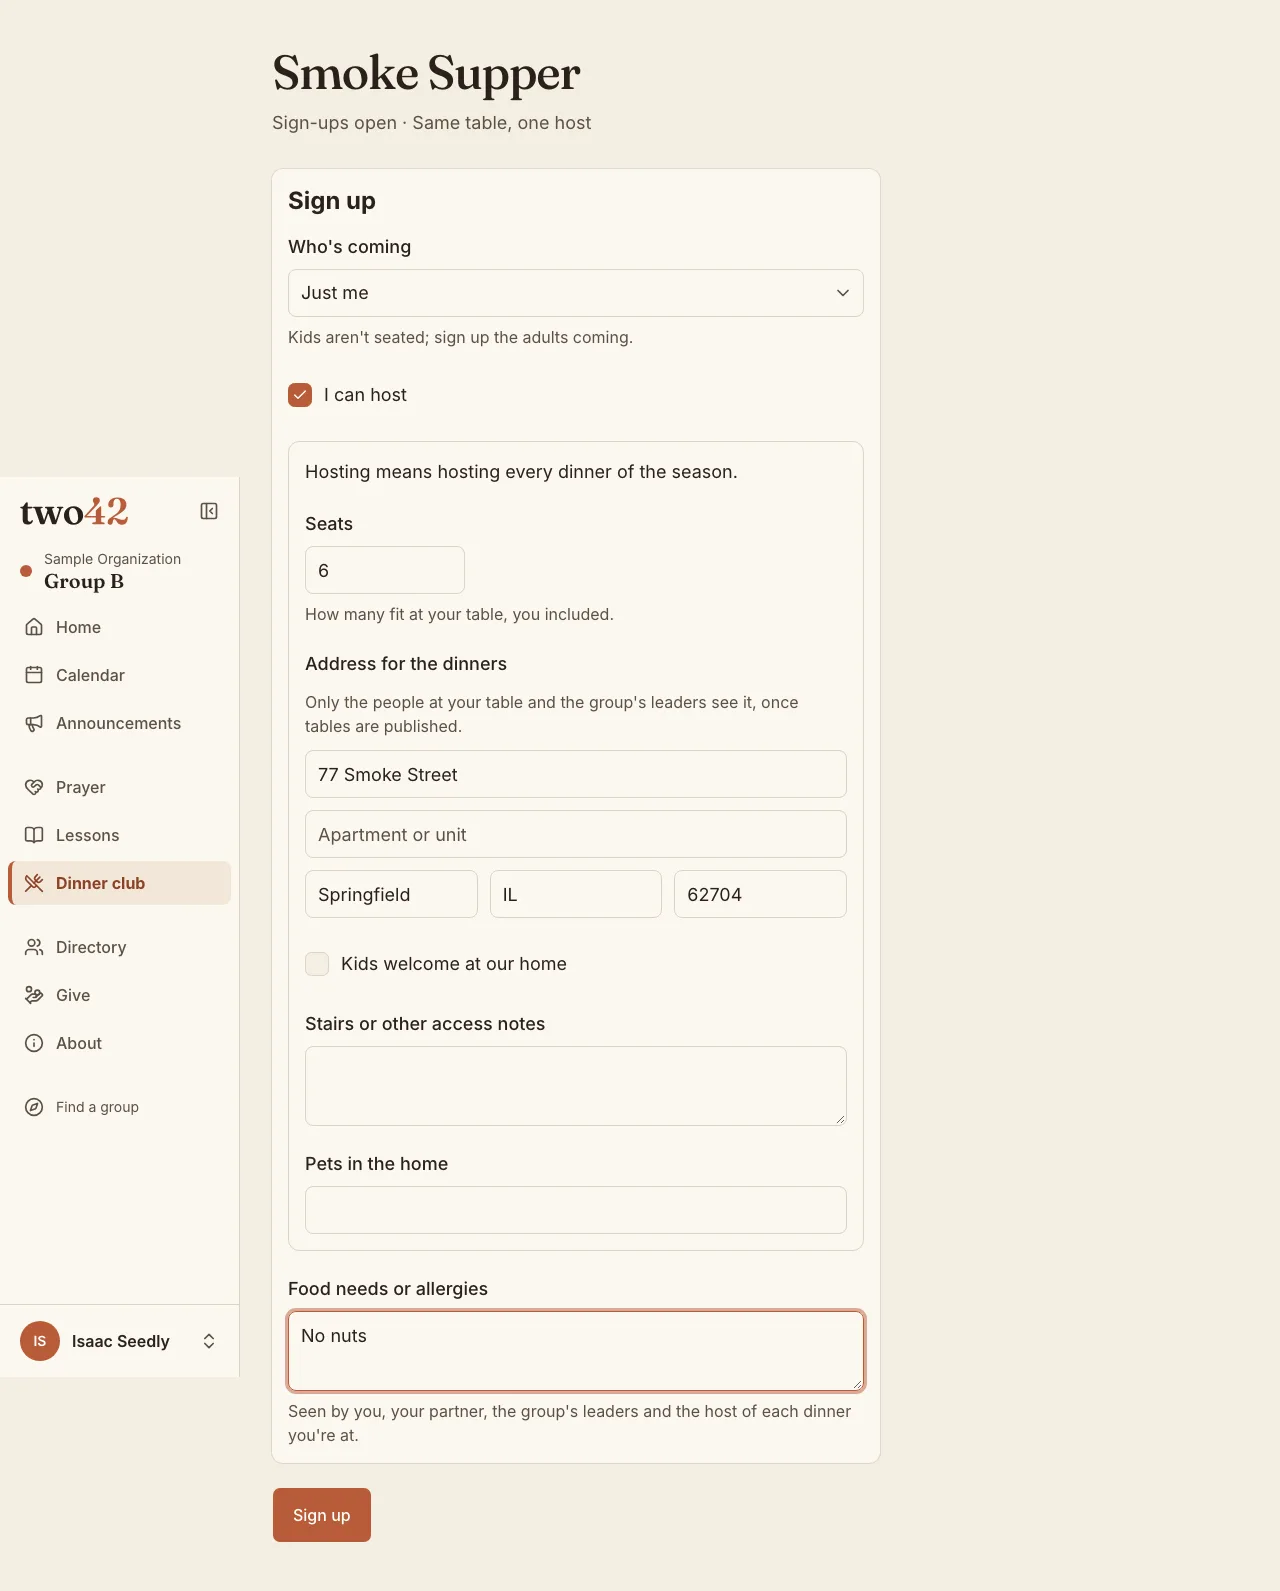 Smoke Supper
Sign-ups open · Same table, one host
Sign up
Who's coming
Just me
Kids aren't seated; sign up the adults coming.
I can host
Hosting means hosting every dinner of the season.
Seats
6
How many fit at your table, you included.
Address for the dinners
Only the people at your table and the group's leaders see it, once
tables are published.
77 Smoke Street
Apartment or unit
Springfield
IL
62704
Kids welcome at our home
Stairs or other access notes
Pets in the home
Food needs or allergies
No nuts
Seen by you, your partner, the group's leaders and the host of each dinner
you're at.
Sign up
two42
Sample Organization
Group B
Home
Calendar
Announcements
Prayer
Lessons
Dinner club
Directory
Give
About
Find a group
IS
Isaac Seedly